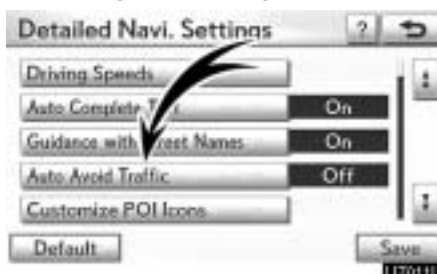 Detailed Navi. Settings ?
Driving Speeds
Auto Complete On
Guidance with Street Names On
Auto Avoid Traffic Off
Customize POI Icons
Default Save